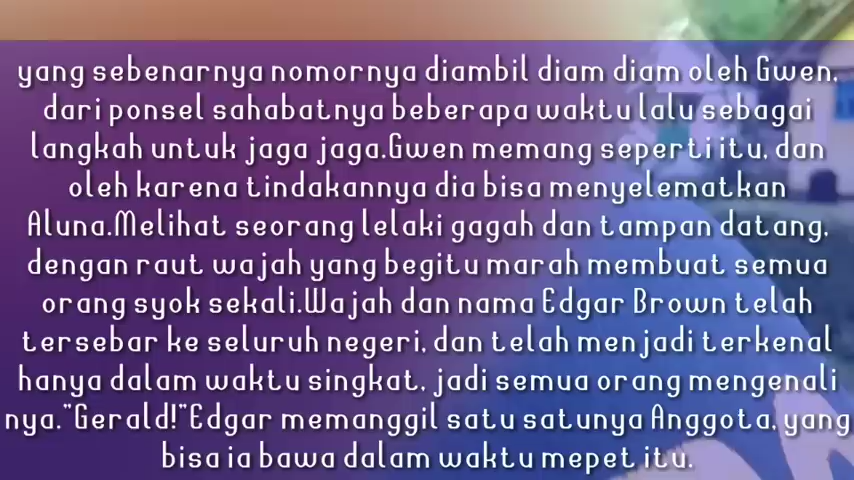 yang sebenarnya nomornya diambil diam diam oleh Gwen,
dari ponsel sahabatnya beberapa waktu lalu sebagai
langkah untuk jaga jaga.Gwen memang seperti itu, dan
oleh karena tindakannya dia bisa menyelematkan
Aluna.Melihat seorang lelaki gagah dan tampan datang,
dengan raut wajah yang begitu marah membuat semua
orang syok sekali.Wajah dan nama Edgar Brown telah
tersebar ke seluruh negeri, dan telah menjadi terkenal
hanya dalam waktu singkat, jadi semua orang mengenali
nya."Gerald!"Edgar memanggil satu satunya Anggota, yang
bisa ia bawa dalam waktu mepet itu.